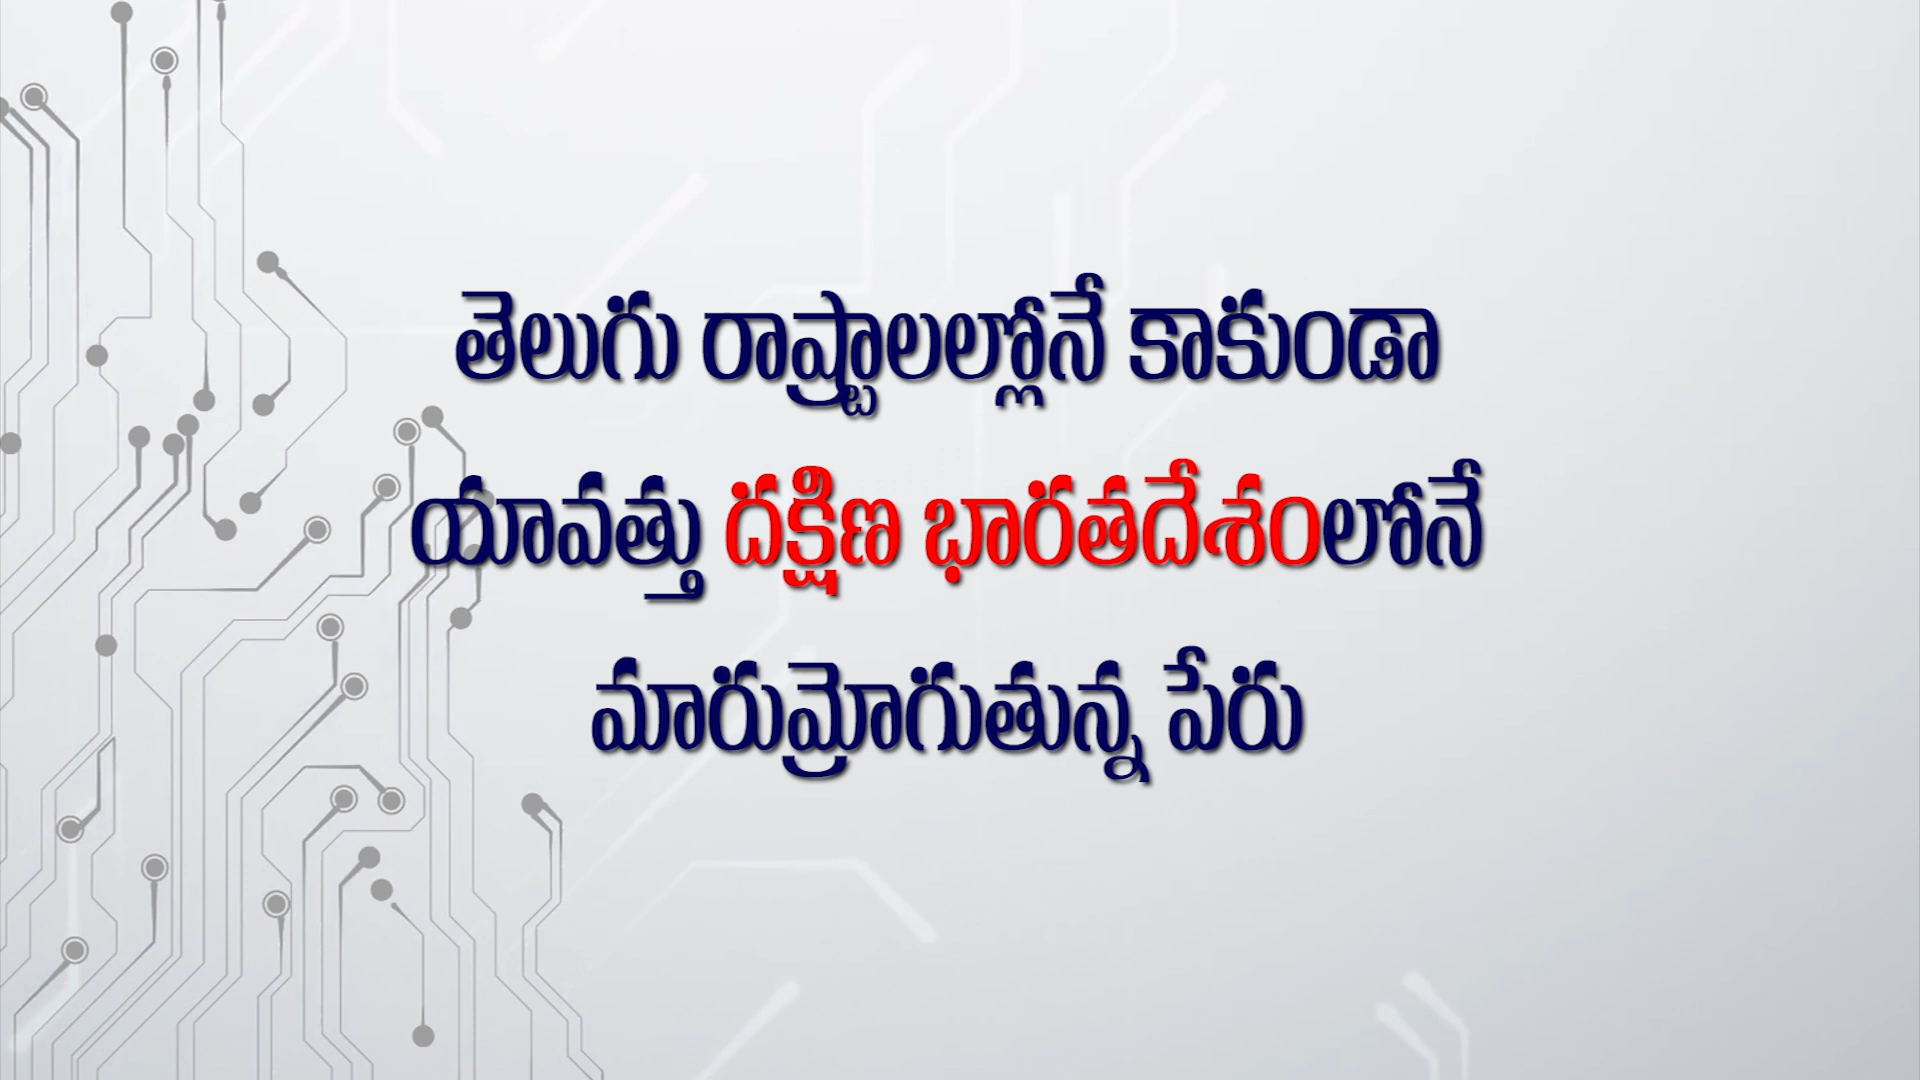 తెలుగు రాష్ట్రాలల్లోనే కాకుండా
యావత్తు దక్షిణ భారతదేశంలోనే
మారుమ్రోగుతున్న పేరు